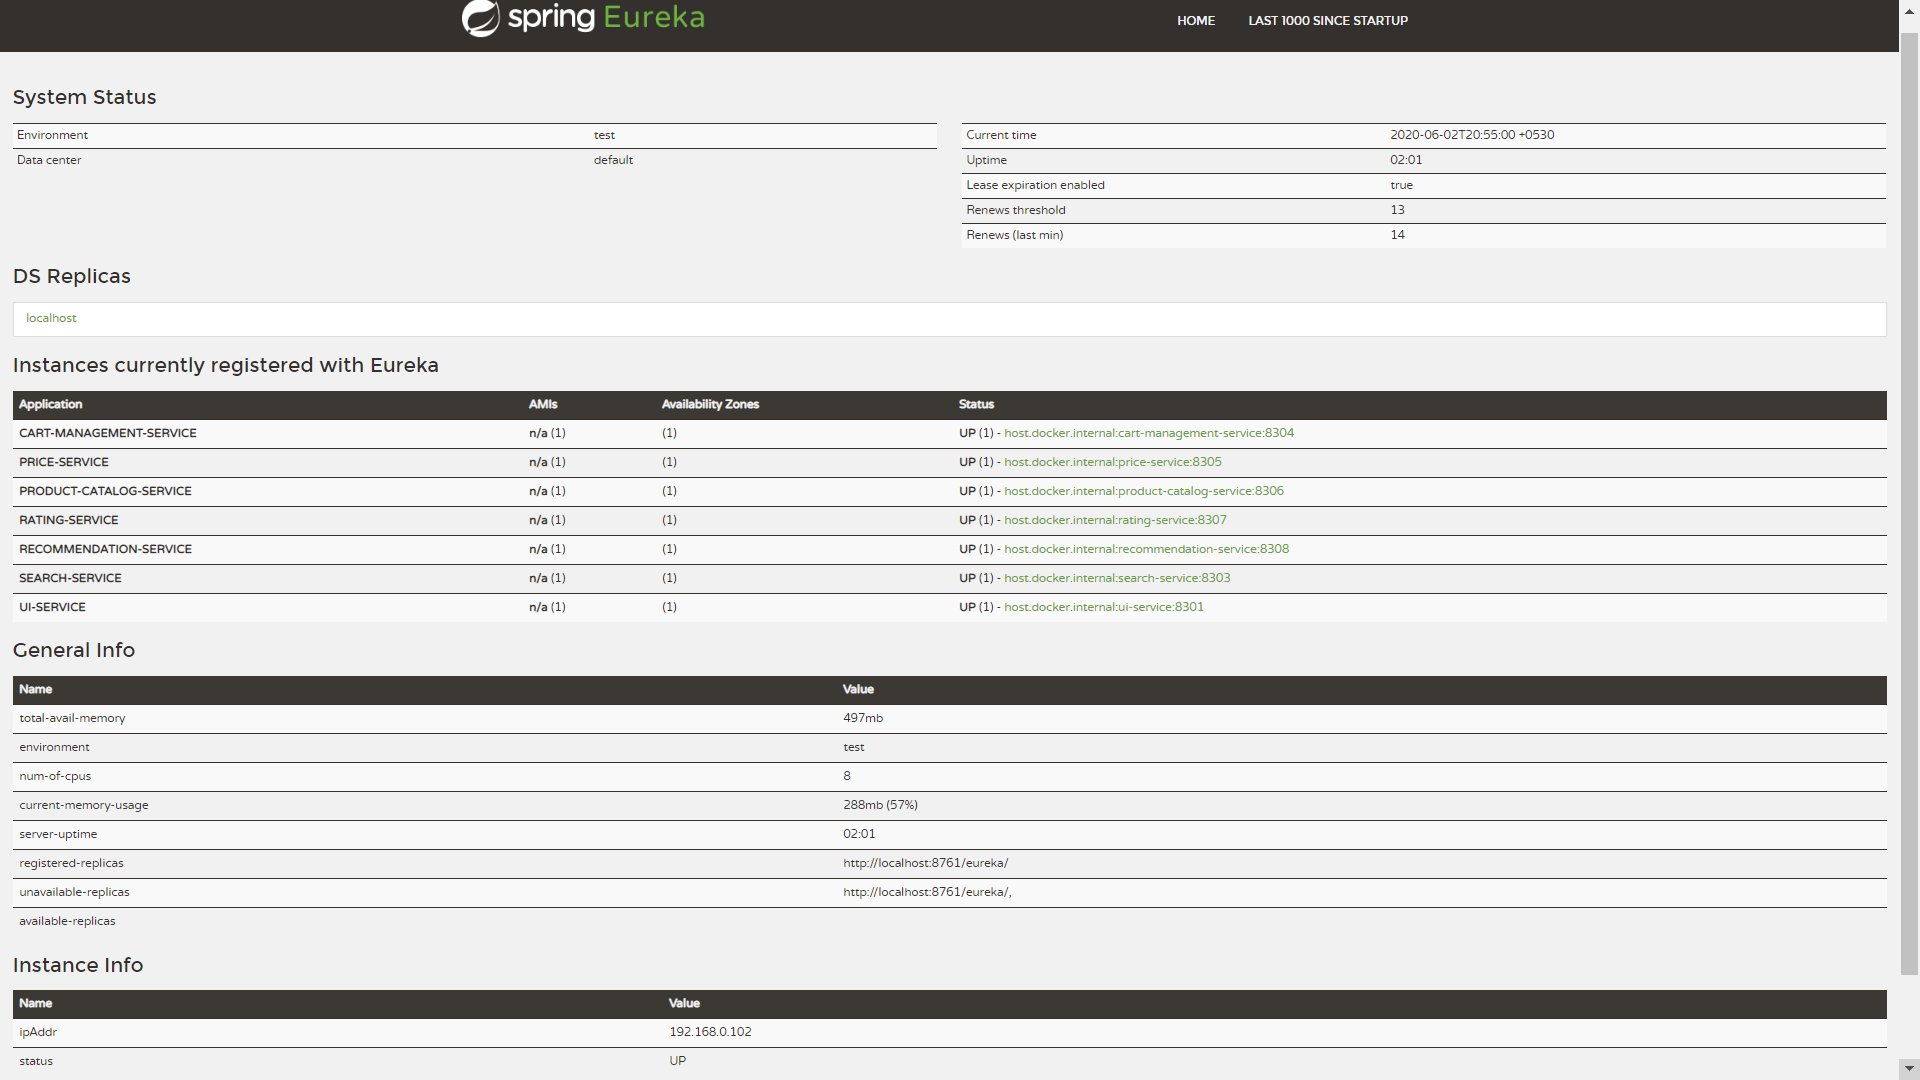 spring Eureka
HOME LAST 1000 SINCE STARTUP
System Status
Environment test
Data center default
Current time 2020-06-02T20:55:00 +0530
Uptime 02:01
Lease expiration enabled true
Renews threshold 13
Renews (last min) 14
DS Replicas
localhost
Instances currently registered with Eureka
Application AMIs Availability Zones Status
CART-MANAGEMENT-SERVICE n/a (1) (1) UP (1) - host.docker.internal:cart-management-service:8304
PRICE-SERVICE n/a (1) (1) UP (1) - host.docker.internal:price-service:8305
PRODUCT-CATALOG-SERVICE n/a (1) (1) UP (1) - host.docker.internal:product-catalog-service:8306
RATING-SERVICE n/a (1) (1) UP (1) - host.docker.internal:rating-service:8307
RECOMMENDATION-SERVICE n/a (1) (1) UP (1) - host.docker.internal:recommendation-service:8308
SEARCH-SERVICE n/a (1) (1) UP (1) - host.docker.internal:search-service:8303
UI-SERVICE n/a (1) (1) UP (1) - host.docker.internal:ui-service:8301
General Info
Name Value
total-avail-memory 497mb
environment test
num-of-cpus 8
current-memory-usage 288mb (57%)
server-uptime 02:01
registered-replicas http://localhost:8761/eureka/
unavailable-replicas http://localhost:8761/eureka/,
available-replicas
Instance Info
Name Value
ipAddr 192.168.0.102
status UP